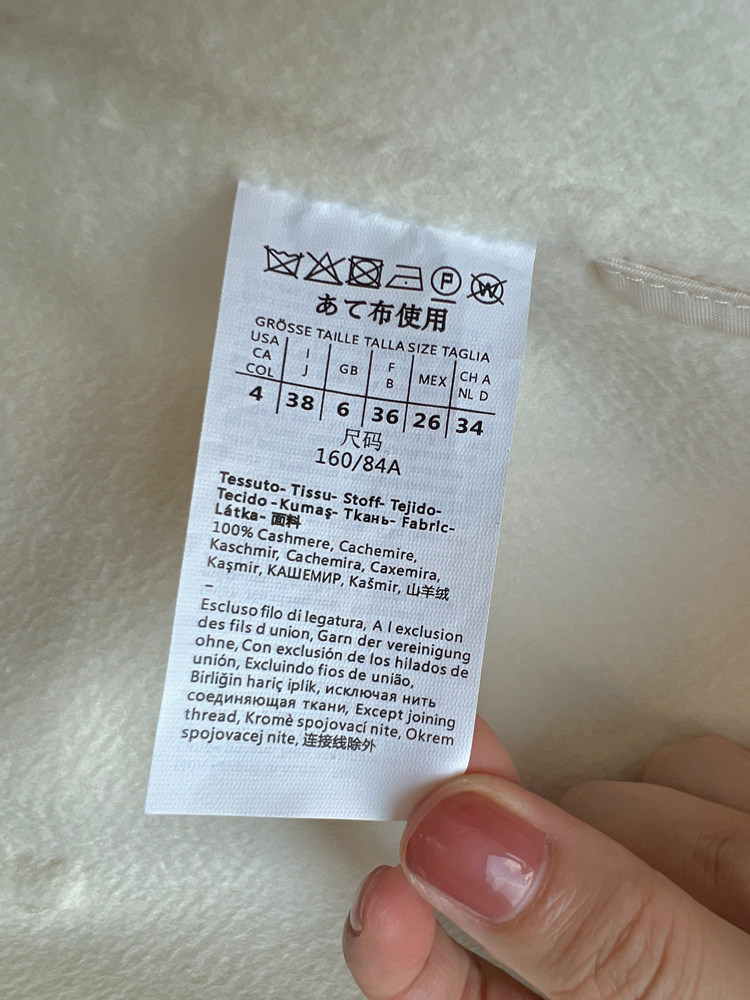 P W
あて布使用
GRÖSSE TAILLE TALLA SIZE TAGLIA
USA CA COL | I J | GB | F B | MEX | CH A NL D
4 | 38 | 6 | 36 | 26 | 34
尺码
160/84A
Tessuto- Tissu- Stoff- Tejido-
Tecido -Kumaş- Ткань- Fabric-
Látka- 面料
100% Cashmere, Cachemire,
Kaschmir, Cachemira, Caxemira,
Kaşmir, КАШЕМИР, Kašmir, 山羊绒
–
Escluso filo di legatura, A l exclusion
des fils d union, Garn der vereinigung
ohne, Con exclusión de los hilados de
unión, Excluindo fios de união,
Birliğin hariç iplik, исключая нить
соединяющая ткани, Except joining
thread, Kromè spojovací nite, Okrem
spojovacej nite, 连接线除外